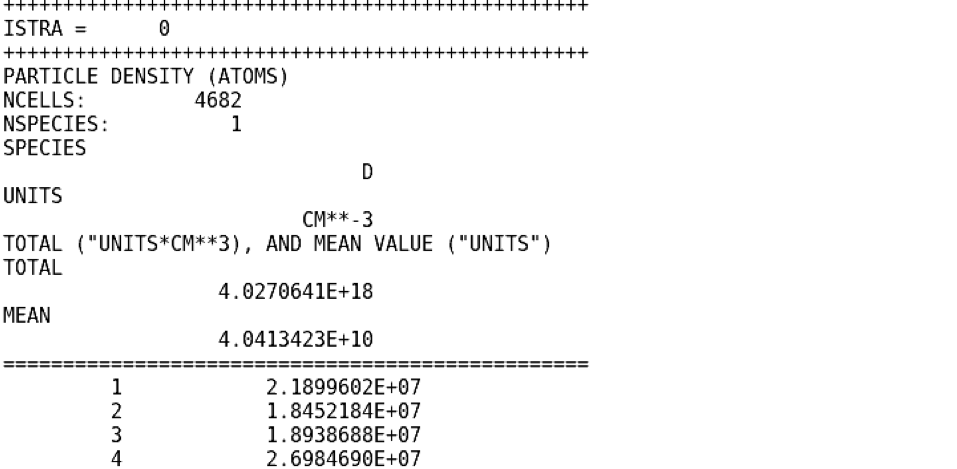 +++++++++++++++++++++++++++++++++++++++++++++++++
ISTRA =      0
+++++++++++++++++++++++++++++++++++++++++++++++++
PARTICLE DENSITY (ATOMS)
NCELLS:         4682
NSPECIES:          1
SPECIES
                              D
UNITS
                         CM**-3
TOTAL ("UNITS*CM**3), AND MEAN VALUE ("UNITS")
TOTAL
                  4.0270641E+18
MEAN
                  4.0413423E+10
=================================================
         1            2.1899602E+07
         2            1.8452184E+07
         3            1.8938688E+07
         4            2.6984690E+07